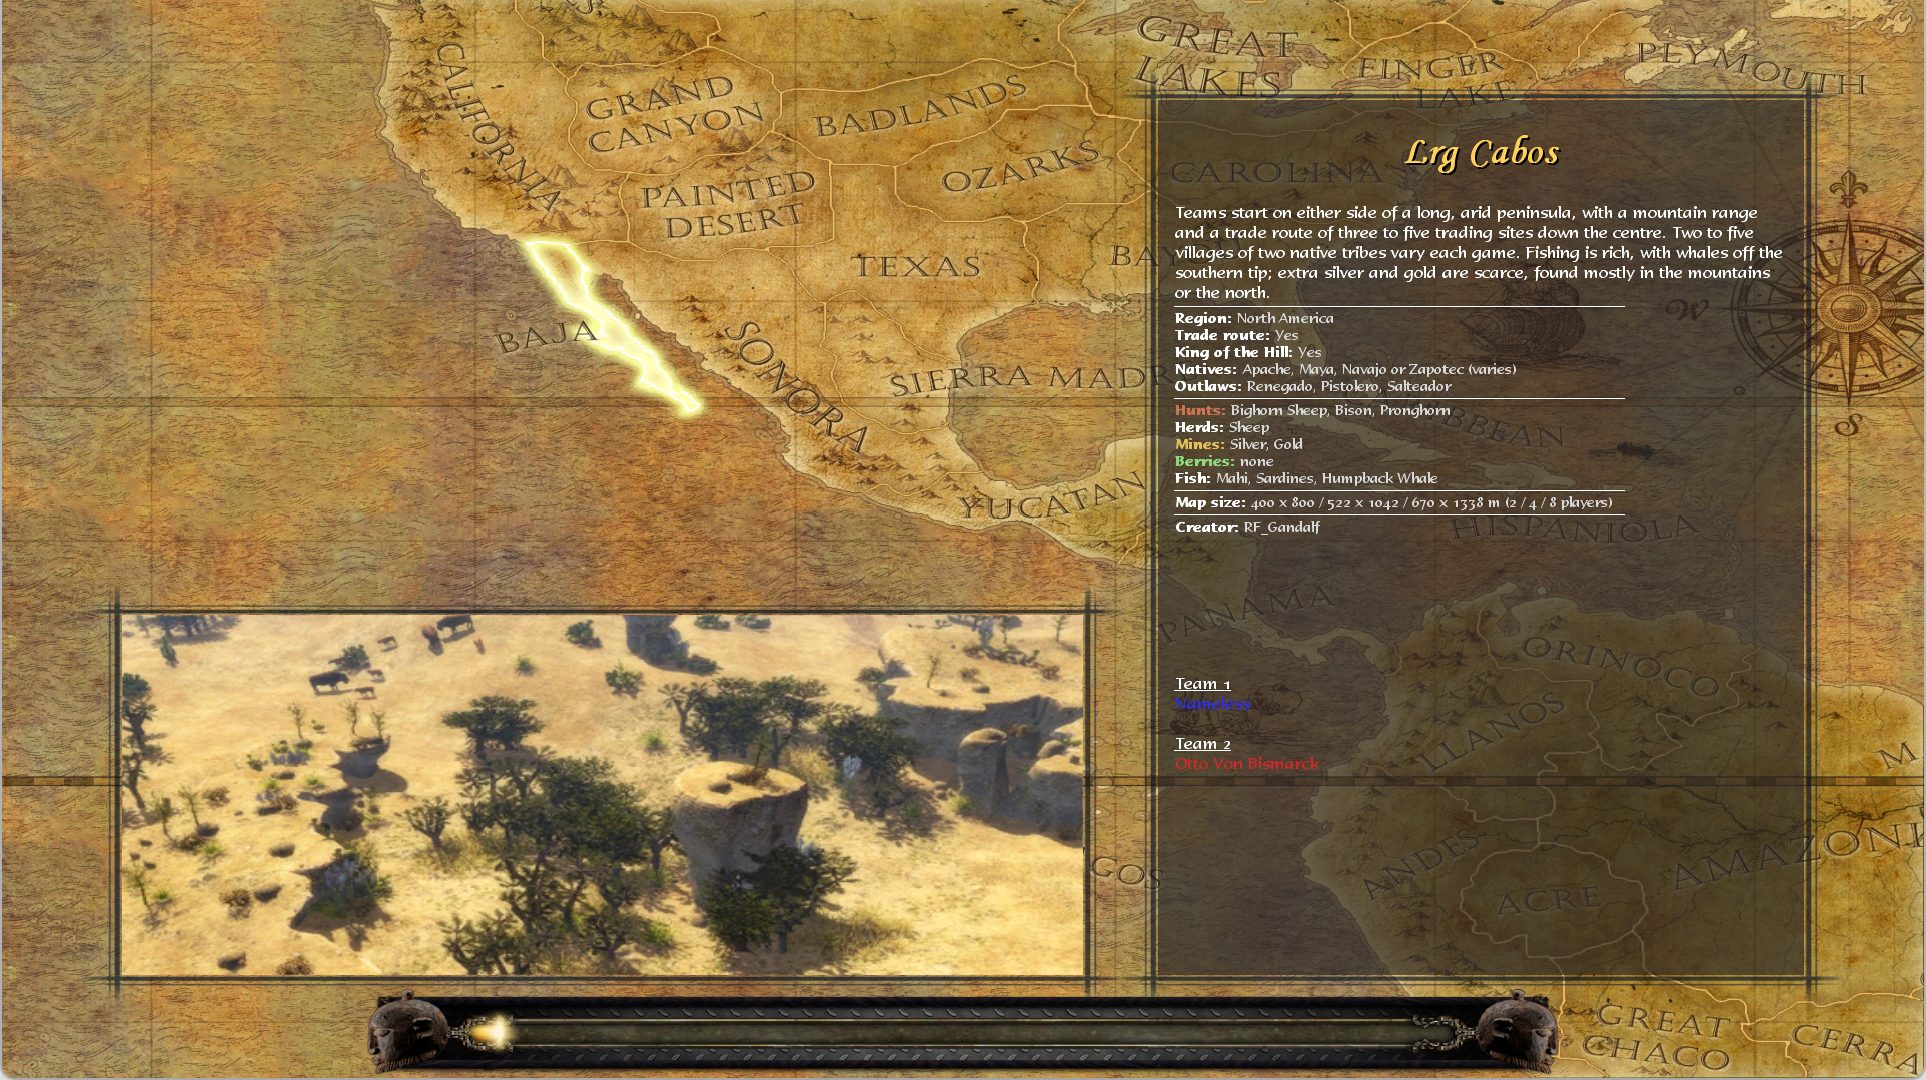 GREAT
LAKES
FINGER
LAKE
PLYMOUTH
CALIFORNIA
GRAND
CANYON
BADLANDS
OZARKS
PAINTED
DESERT
CAROLINA
TEXAS
BAJA
SONORA
SIERRA MADR
YUCATAN
HISPANIOLA
PANAMA
ORINOCO
LLANOS
ANDES
ACRE
AMAZONI
GOS
GREAT
CHACO
CERRA
W
S
Lrg Cabos
Teams start on either side of a long, arid peninsula, with a mountain range
and a trade route of three to five trading sites down the centre. Two to five
villages of two native tribes vary each game. Fishing is rich, with whales off the
southern tip; extra silver and gold are scarce, found mostly in the mountains
or the north.
Region: North America
Trade route: Yes
King of the Hill: Yes
Natives: Apache, Maya, Navajo or Zapotec (varies)
Outlaws: Renegado, Pistolero, Salteador
Hunts: Bighorn Sheep, Bison, Pronghorn
Herds: Sheep
Mines: Silver, Gold
Berries: none
Fish: Mahi, Sardines, Humpback Whale
Map size: 400 x 800 / 522 x 1042 / 670 x 1338 m (2 / 4 / 8 players)
Creator: RF_Gandalf
Team 1
Nameless
Team 2
Otto Von Bismarck